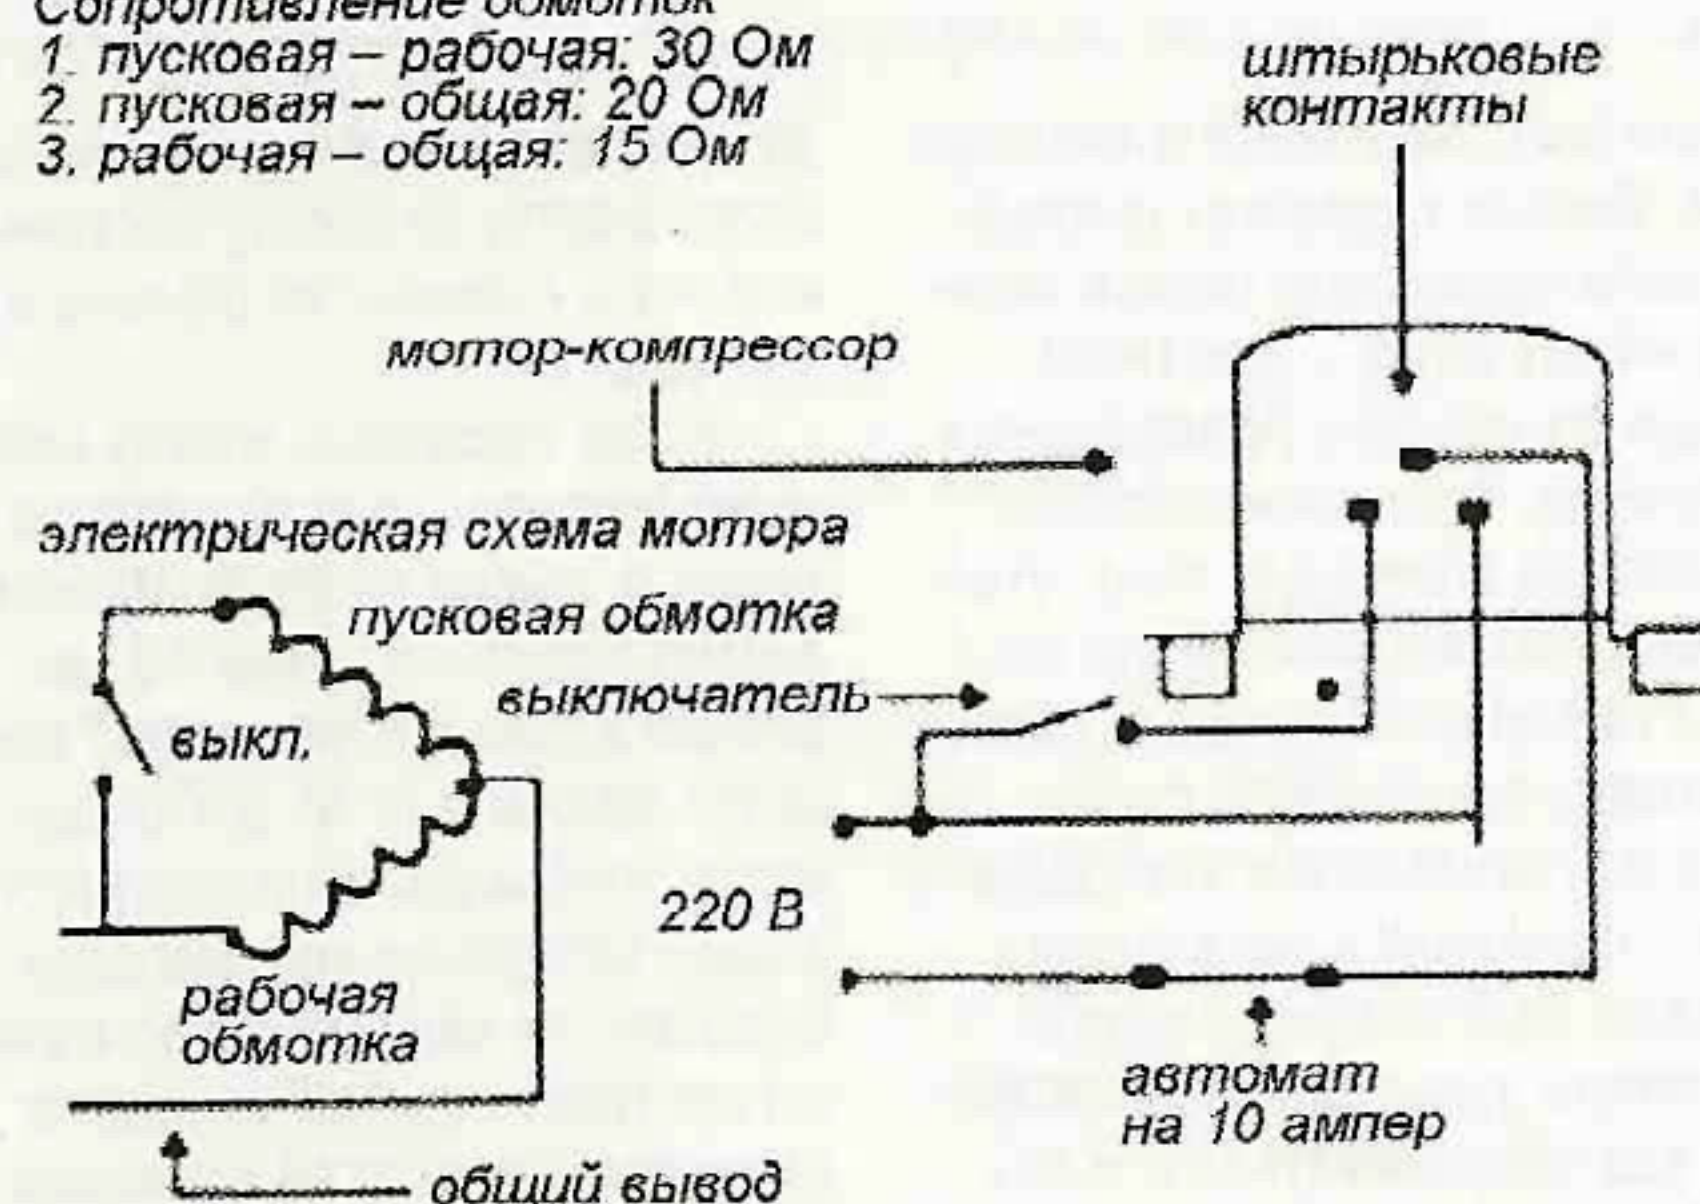 Сопротивление обмоток
1. пусковая – рабочая: 30 Ом
2. пусковая – общая: 20 Ом
3. рабочая – общая: 15 Ом
штырьковые
контакты
мотор-компрессор
электрическая схема мотора
пусковая обмотка
выключатель
выкл.
220 В
рабочая
обмотка
автомат
на 10 ампер
общий вывод